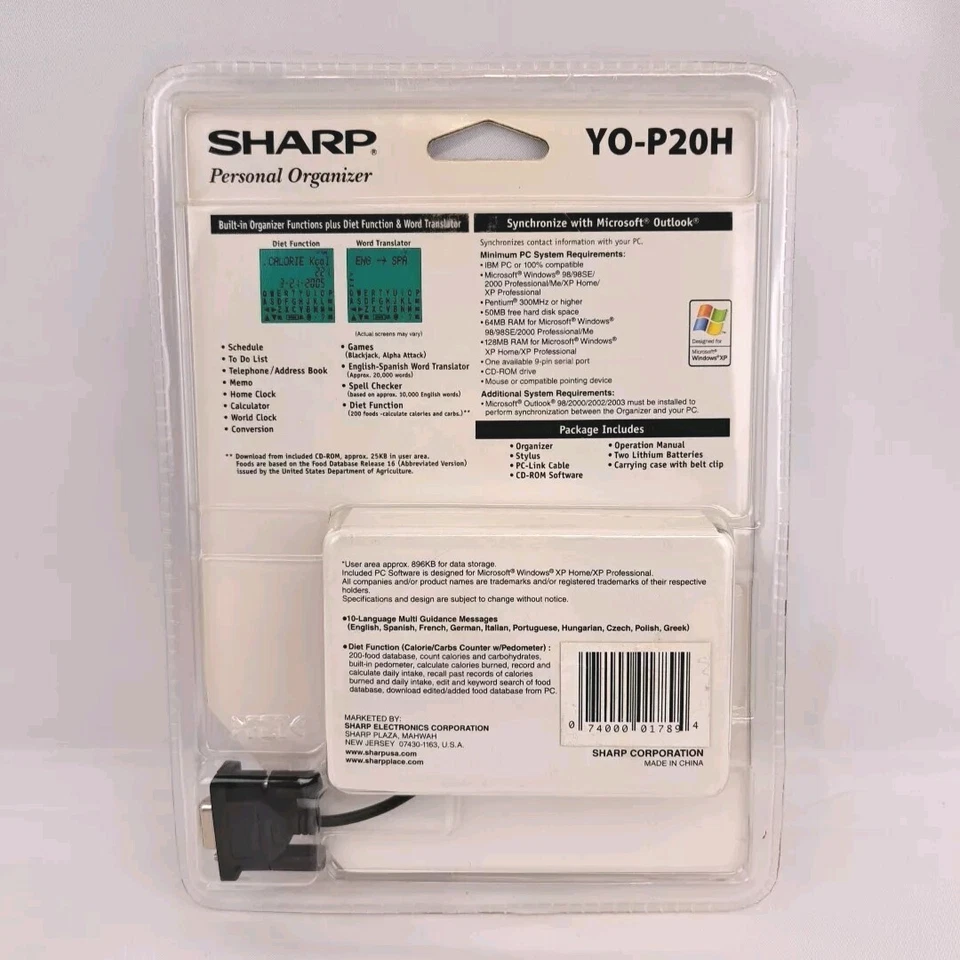 SHARP®
YO-P20H
Personal Organizer
Built-in Organizer Functions plus Diet Function & Word Translator
Diet Function
Word Translator
CALORIE Kcal
221
2-21-2005
QWERTYUIOP
ENG → SPA
QWERTYUIOP
(Actual screens may vary)
• Schedule
• To Do List
• Telephone/Address Book
• Memo
• Home Clock
• Calculator
• World Clock
• Conversion
• Games
(Blackjack, Alpha Attack)
• English-Spanish Word Translator
(Approx. 20,000 words)
• Spell Checker
(based on approx. 10,000 English words)
• Diet Function
(200 foods -calculate calories and carbs.)**
** Download from included CD-ROM, approx. 25KB in user area.
Foods are based on the Food Database Release 16 (Abbreviated Version)
issued by the United States Department of Agriculture.
Synchronize with Microsoft® Outlook®
Synchronizes contact information with your PC.
Minimum PC System Requirements:
• IBM PC or 100% compatible
• Microsoft® Windows® 98/98SE/
2000 Professional/Me/XP Home/
XP Professional
• Pentium® 300MHz or higher
• 50MB free hard disk space
• 64MB RAM for Microsoft® Windows®
98/98SE/2000 Professional/Me
• 128MB RAM for Microsoft® Windows®
XP Home/XP Professional
• One available 9-pin serial port
• CD-ROM drive
• Mouse or compatible pointing device
Designed for
Microsoft®
Windows®XP
Additional System Requirements:
• Microsoft® Outlook® 98/2000/2002/2003 must be installed to
perform synchronization between the Organizer and your PC.
Package Includes
• Organizer
• Stylus
• PC-Link Cable
• CD-ROM Software
• Operation Manual
• Two Lithium Batteries
• Carrying case with belt clip
*User area approx. 896KB for data storage.
Included PC Software is designed for Microsoft® Windows® XP Home/XP Professional.
All companies and/or product names are trademarks and/or registered trademarks of their respective
holders.
Specifications and design are subject to change without notice.
•10-Language Multi Guidance Messages
(English, Spanish, French, German, Italian, Portuguese, Hungarian, Czech, Polish, Greek)
• Diet Function (Calorie/Carbs Counter w/Pedometer) :
200-food database, count calories and carbohydrates,
built-in pedometer, calculate calories burned, record and
calculate daily intake, recall past records of calories
burned and daily intake, edit and keyword search of food
database, download edited/added food database from PC.
0 74000 01789 4
MARKETED BY:
SHARP ELECTRONICS CORPORATION
SHARP PLAZA, MAHWAH
NEW JERSEY 07430-1163, U.S.A.
www.sharpusa.com
www.sharpplace.com
SHARP CORPORATION
MADE IN CHINA